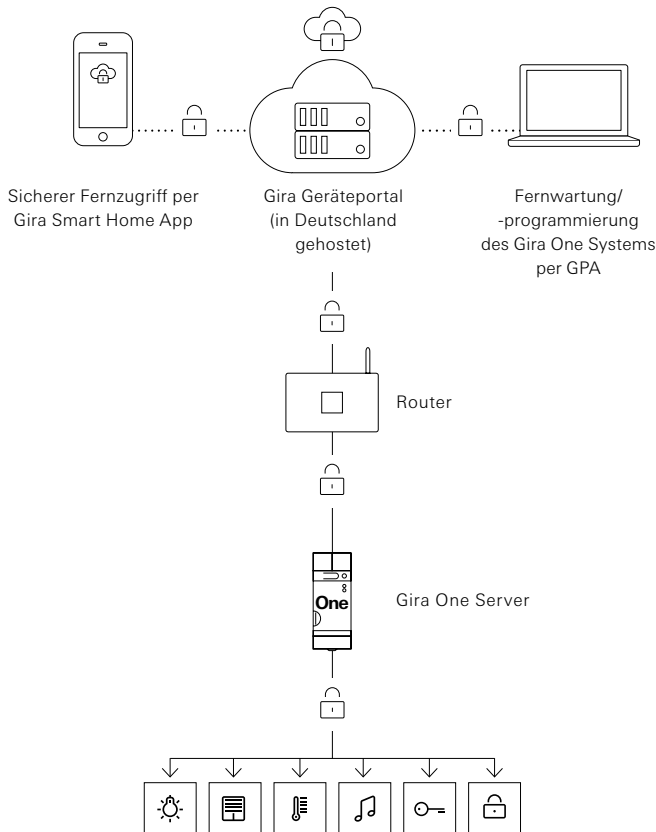 Sicherer Fernzugriff per
Gira Smart Home App
Gira Geräteportal
(in Deutschland
gehostet)
Fernwartung/
-programmierung
des Gira One Systems
per GPA
Router
One
Gira One Server